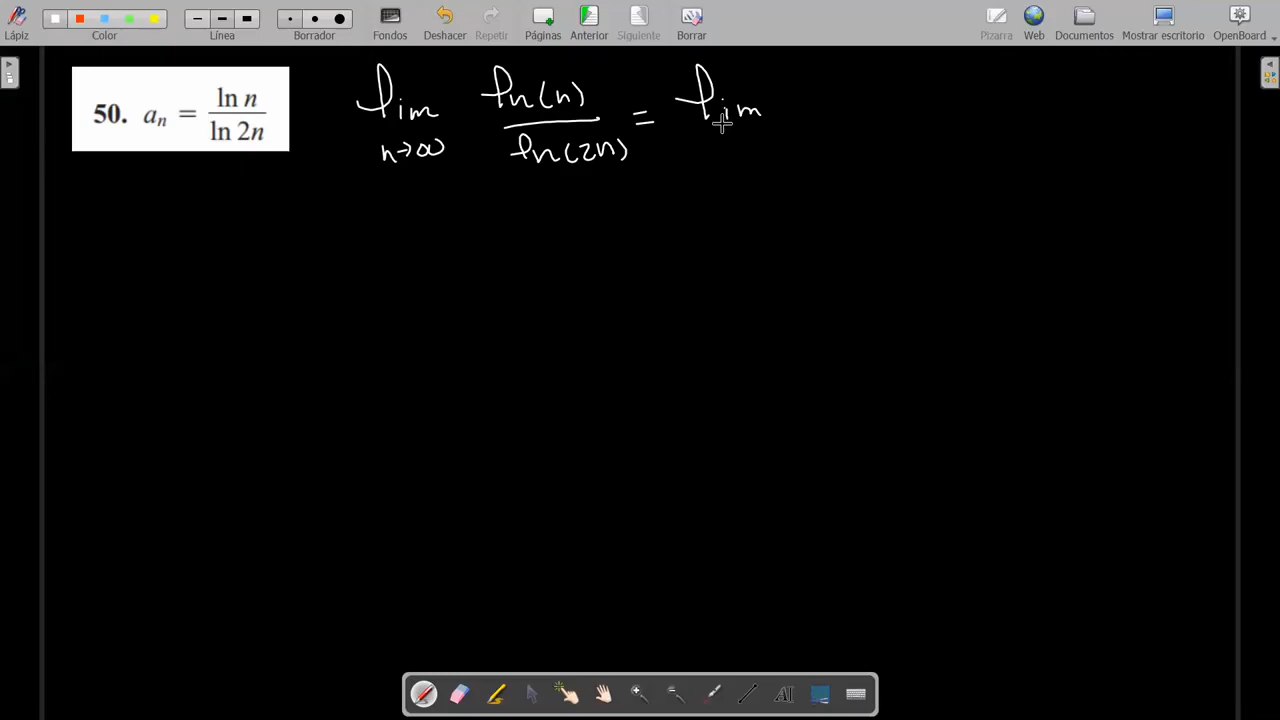 Lápiz Color Línea Borrador Fondos Deshacer Repetir Páginas Anterior Siguiente Borrar Pizarra Web Documentos Mostrar escritorio OpenBoard
50. aₙ = ln n / ln 2n
lim n→∞ ln(n) / ln(2n) = lim
AI